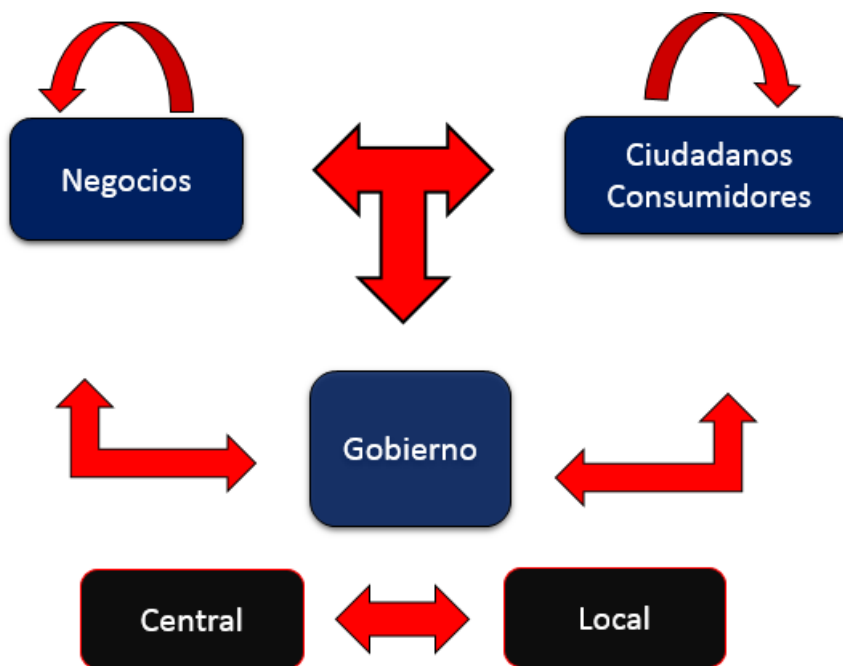 Negocios
Ciudadanos
Consumidores
Gobierno
Central
Local